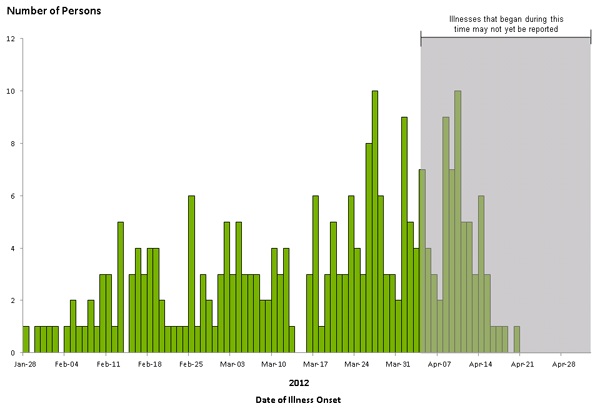 Number of Persons
Illnesses that began during this
time may not yet be reported
12
10
8
6
4
2
0
Jan-28 Feb-04 Feb-11 Feb-18 Feb-25 Mar-03 Mar-10 Mar-17 Mar-24 Mar-31 Apr-07 Apr-14 Apr-21 Apr-28
2012
Date of Illness Onset